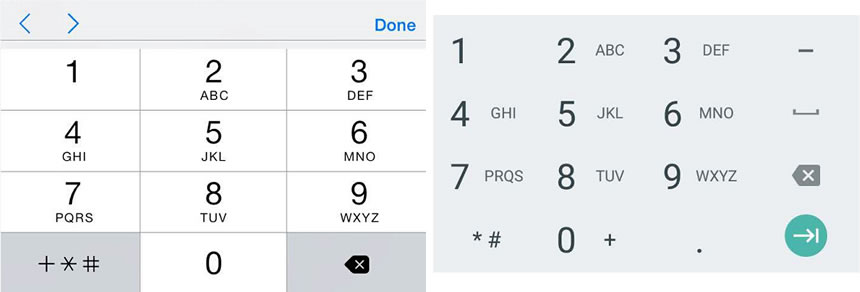 Done
1 2 3
ABC DEF
4 5 6
GHI JKL MNO
7 8 9
PQRS TUV WXYZ
+*# 0
1 2 ABC 3 DEF -
4 GHI 5 JKL 6 MNO
7 PRQS 8 TUV 9 WXYZ
*# 0 + .